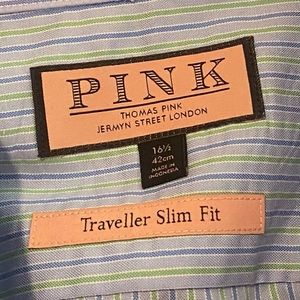 PINK
THOMAS PINK
JERMYN STREET LONDON
16½
42cm
MADE IN
INDONESIA
Traveller Slim Fit